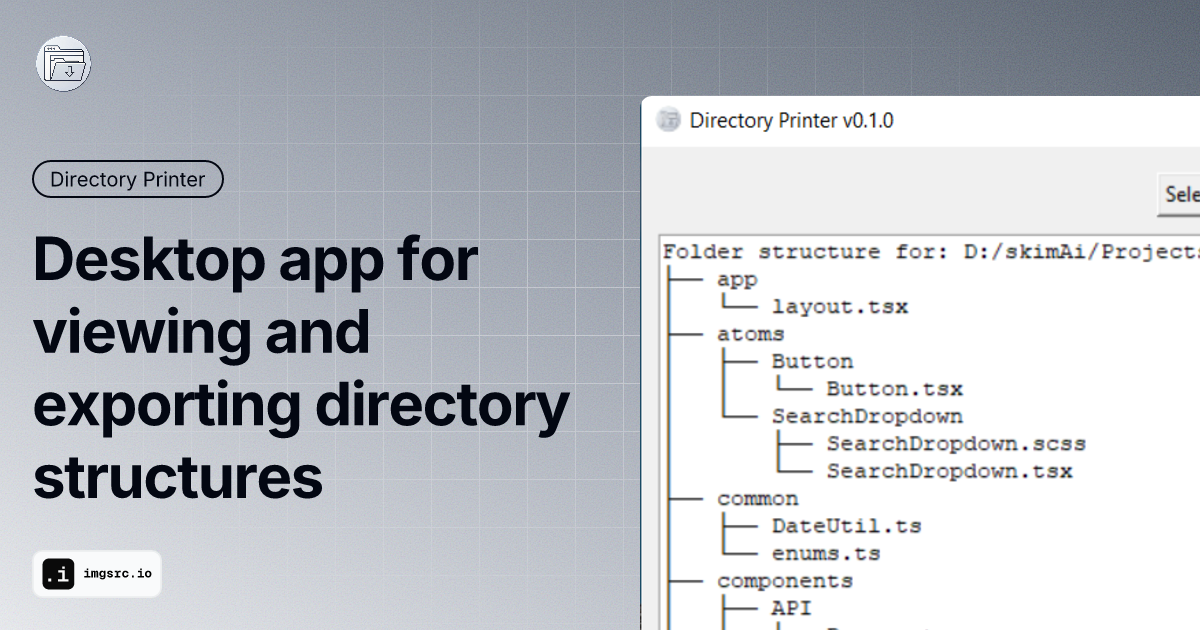 Directory Printer
Desktop app for
viewing and
exporting directory
structures
.i imgsrc.io
Directory Printer v0.1.0
Folder structure for: D:/skimAi/Projects
├── app
│   └── layout.tsx
├── atoms
│   ├── Button
│   │   └── Button.tsx
│   └── SearchDropdown
│       ├── SearchDropdown.scss
│       └── SearchDropdown.tsx
├── common
│   ├── DateUtil.ts
│   └── enums.ts
├── components
│   ├── API